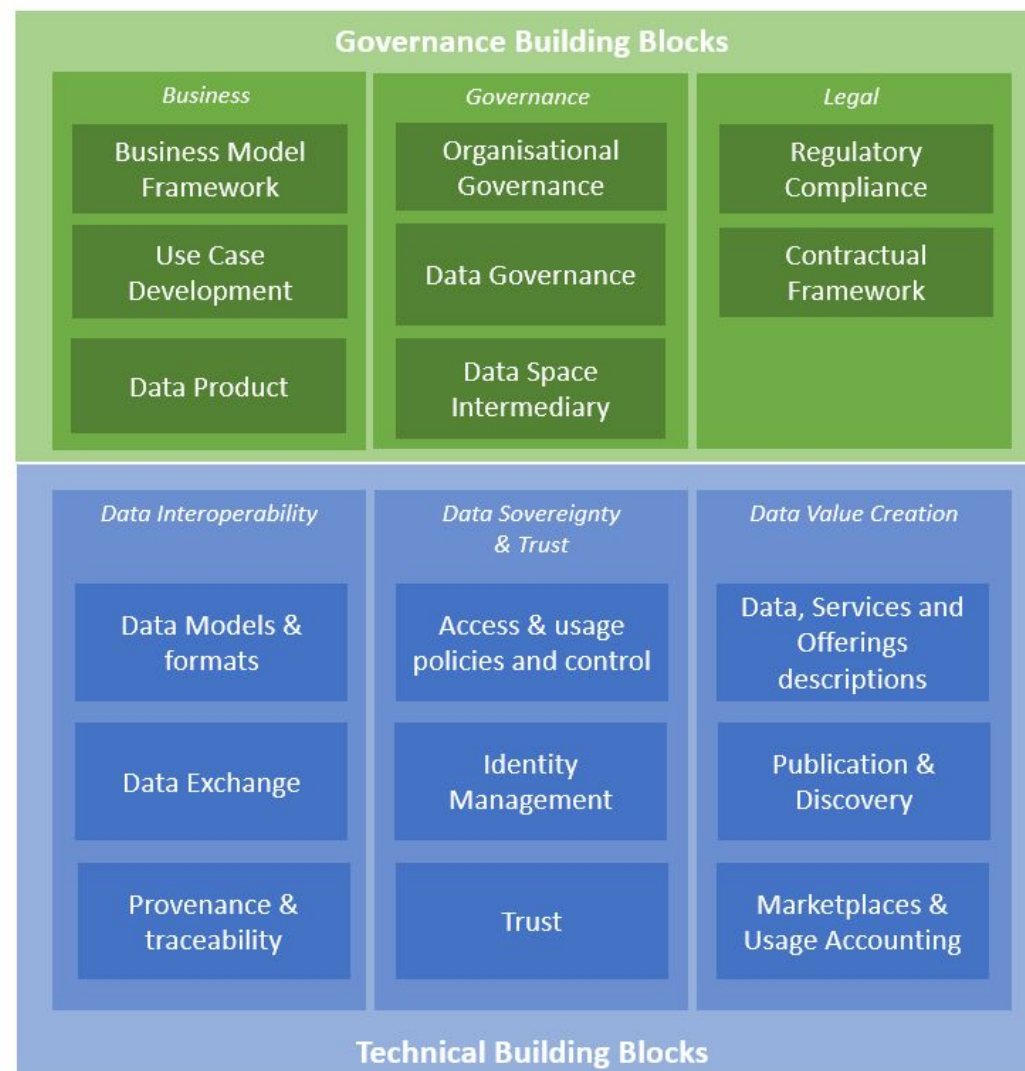 Governance Building Blocks
Business
Business Model
Framework
Use Case
Development
Data Product
Governance
Organisational
Governance
Data Governance
Data Space
Intermediary
Legal
Regulatory
Compliance
Contractual
Framework
Data Interoperability
Data Models &
formats
Data Exchange
Provenance &
traceability
Data Sovereignty
& Trust
Access & usage
policies and control
Identity
Management
Trust
Data Value Creation
Data, Services and
Offerings
descriptions
Publication &
Discovery
Marketplaces &
Usage Accounting
Technical Building Blocks